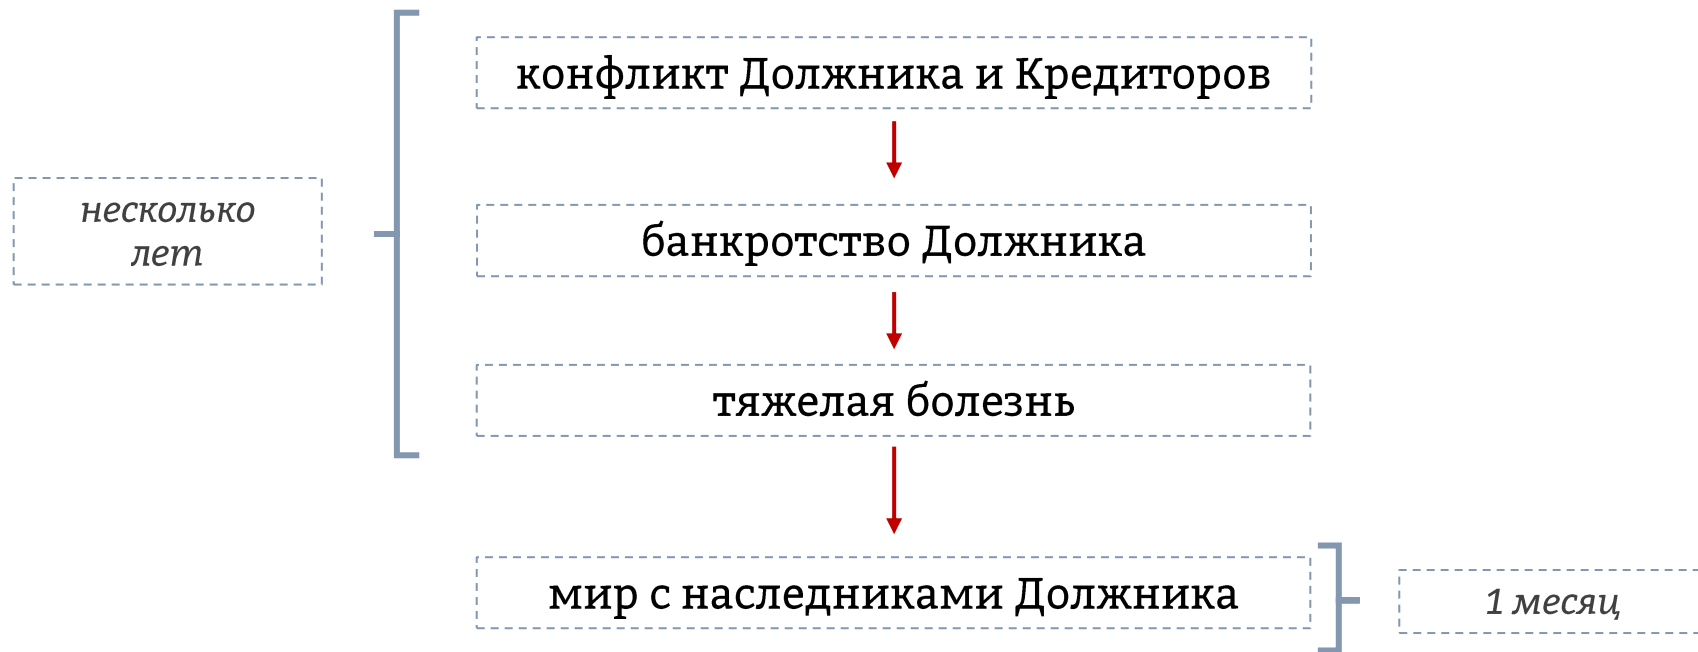 конфликт Должника и Кредиторов
несколько
лет
банкротство Должника
тяжелая болезнь
мир с наследниками Должника
1 месяц